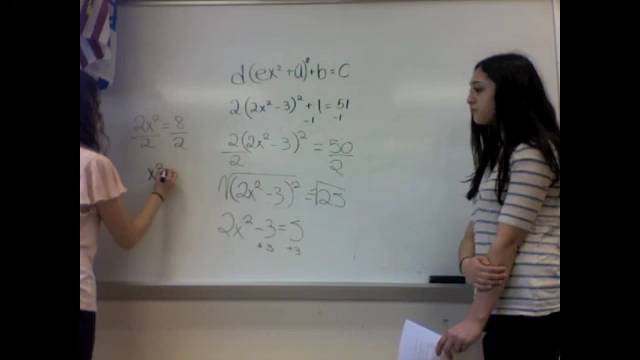 d(ex² + a)² + b = c
2(2x² - 3)² + 1 = 51
-1 -1
2(2x² - 3)² = 50
2 2
√(2x² - 3)² = √25
2x² - 3 = 5
+3 +3
2x² = 8
2 2
x²